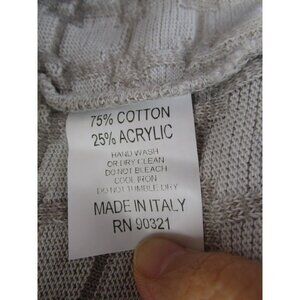 75% COTTON
25% ACRYLIC
HAND WASH
OR DRY CLEAN
DO NOT BLEACH
COOL IRON
DO NOT TUMBLE DRY
MADE IN ITALY
RN 90321